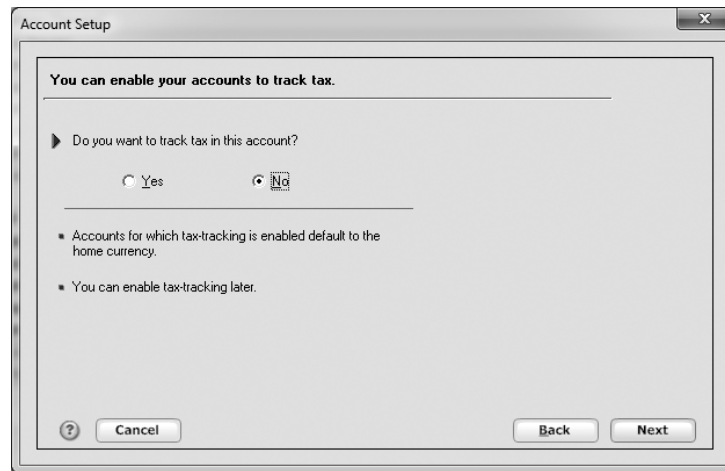 Account Setup
You can enable your accounts to track tax.
Do you want to track tax in this account?
Yes No
Accounts for which tax-tracking is enabled default to the
home currency.
You can enable tax-tracking later.
? Cancel Back Next